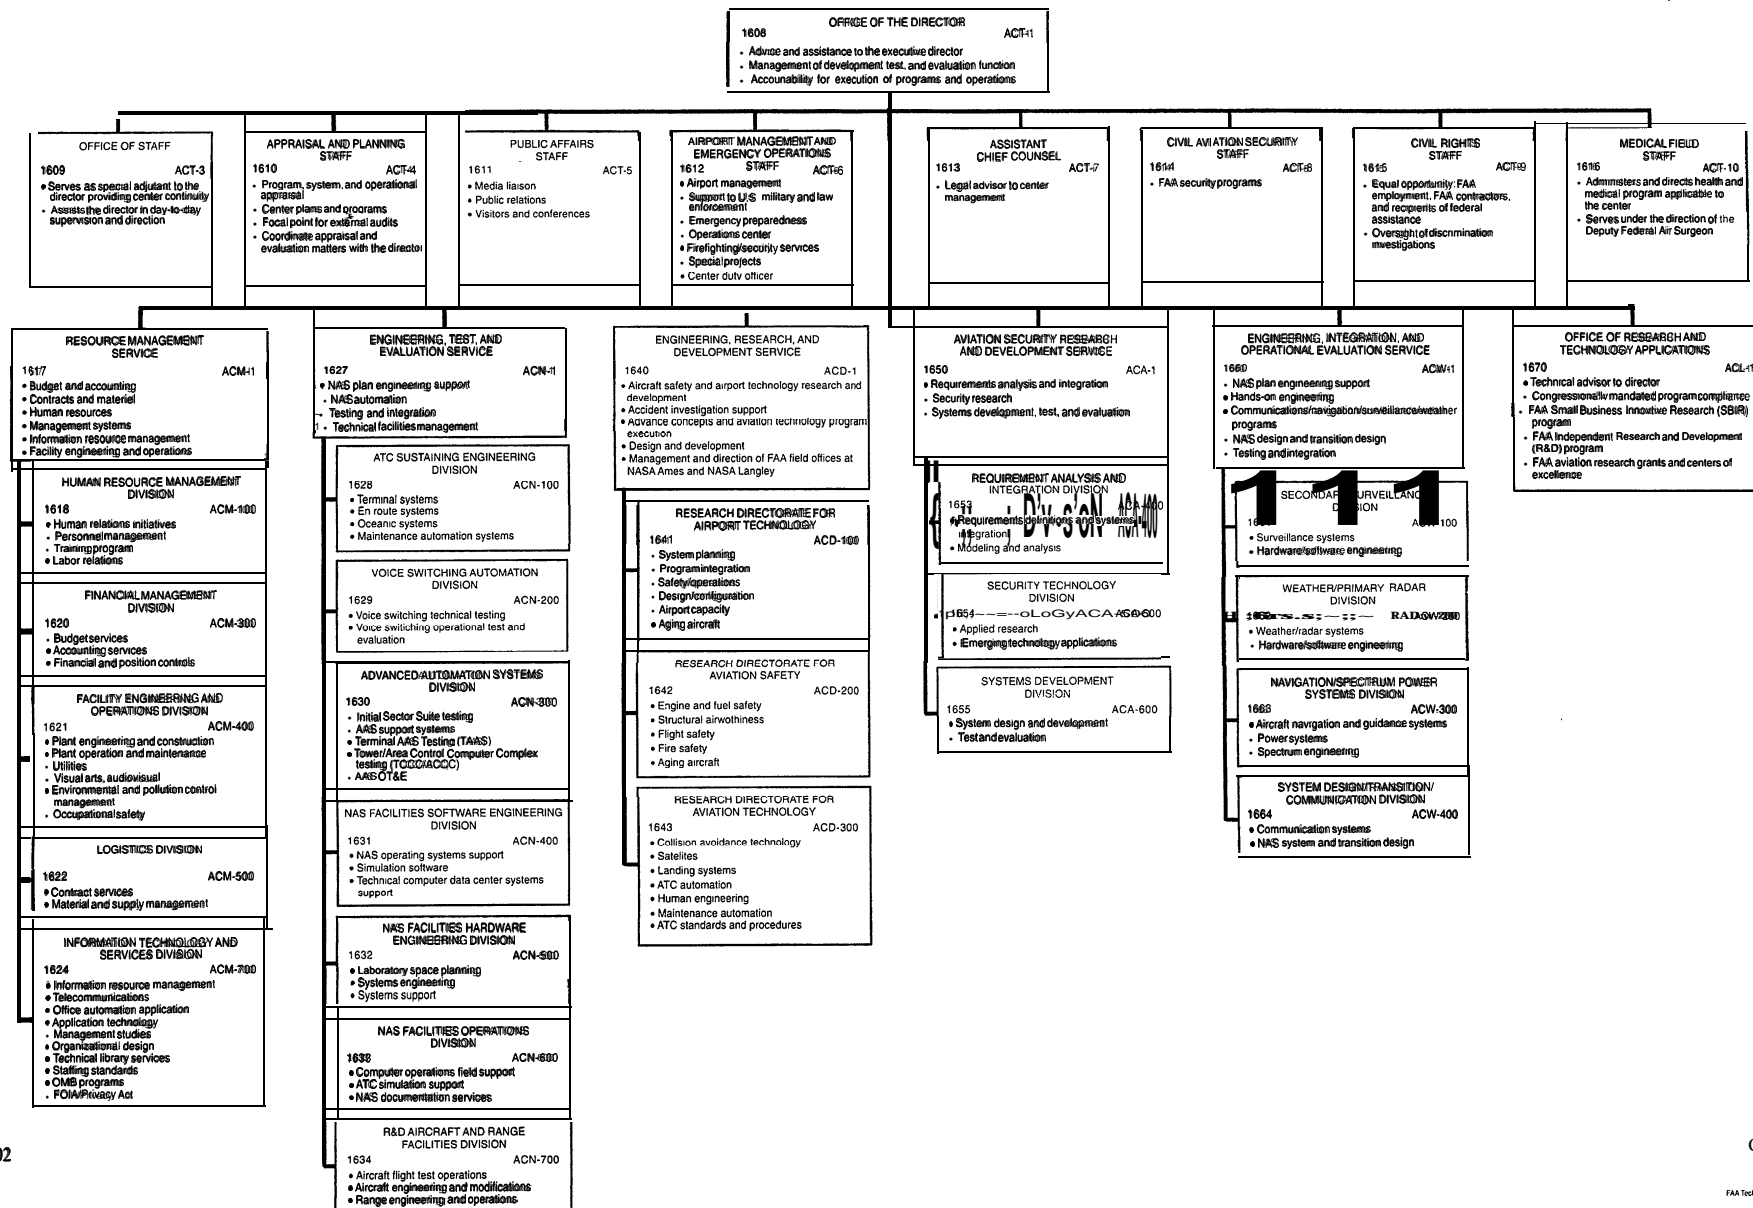 OFFICE OF THE DIRECTOR
1608 ACT-1
• Advice and assistance to the executive director
• Management of development test, and evaluation function
• Accounability for execution of programs and operations
OFFICE OF STAFF
1609 ACT-3
• Serves as special adjutant to the
director providing center continuity
• Assists the director in day-to-day
supervision and direction
APPRAISAL AND PLANNING
STAFF
1610 ACT-4
• Program, system, and operational
appraisal
• Center plans and programs
• Focal point for external audits
• Coordinate appraisal and
evaluation matters with the director
PUBLIC AFFAIRS
STAFF
1611 ACT-5
• Media liaison
• Public relations
• Visitors and conferences
AIRPORT MANAGEMENT AND
EMERGENCY OPERATIONS
STAFF
1612 ACT-6
• Airport management
• Support to U.S military and law
enforcement
• Emergency preparedness
• Operations center
• Firefighting/security services
• Special projects
• Center duty officer
ASSISTANT
CHIEF COUNSEL
1613 ACT-7
• Legal advisor to center
management
CIVIL AVIATION SECURITY
STAFF
1614 ACT-8
• FAA security programs
CIVIL RIGHTS
STAFF
1615 ACT-9
• Equal opportunity: FAA
employment, FAA contractors,
and recipients of federal
assistance
• Oversight of discrimination
investigations
MEDICAL FIELD
STAFF
1616 ACT-10
• Administers and directs health and
medical program applicable to
the center
• Serves under the direction of the
Deputy Federal Air Surgeon
RESOURCE MANAGEMENT
SERVICE
1617 ACM-1
• Budget and accounting
• Contracts and materiel
• Human resources
• Management systems
• Information resource management
• Facility engineering and operations
HUMAN RESOURCE MANAGEMENT
DIVISION
1618 ACM-100
• Human relations initiatives
• Personnel management
• Training program
• Labor relations
FINANCIAL MANAGEMENT
DIVISION
1620 ACM-300
• Budget services
• Accounting services
• Financial and position controls
FACILITY ENGINEERING AND
OPERATIONS DIVISION
1621 ACM-400
• Plant engineering and construction
• Plant operation and maintenance
• Utilities
• Visual arts, audiovisual
• Environmental and pollution control
management
• Occupational safety
LOGISTICS DIVISION
1622 ACM-500
• Contract services
• Material and supply management
INFORMATION TECHNOLOGY AND
SERVICES DIVISION
1624 ACM-700
• Information resource management
• Telecommunications
• Office automation application
• Application technology
• Management studies
• Organizational design
• Technical library services
• Staffing standards
• OMB programs
• FOIA/Privacy Act
ENGINEERING, TEST, AND
EVALUATION SERVICE
1627 ACN-1
• NAS plan engineering support
• NAS automation
• Testing and integration
• Technical facilities management
ATC SUSTAINING ENGINEERING
DIVISION
1628 ACN-100
• Terminal systems
• En route systems
• Oceanic systems
• Maintenance automation systems
VOICE SWITCHING AUTOMATION
DIVISION
1629 ACN-200
• Voice switching technical testing
• Voice switching operational test and
evaluation
ADVANCED/AUTOMATION SYSTEMS
DIVISION
1630 ACN-300
• Initial Sector Suite testing
• AAS support systems
• Terminal AAS Testing (TAAS)
• Tower/Area Control Computer Complex
testing (TCCC/ACCC)
• AAS OT&E
NAS FACILITIES SOFTWARE ENGINEERING
DIVISION
1631 ACN-400
• NAS operating systems support
• Simulation software
• Technical computer data center systems
support
NAS FACILITIES HARDWARE
ENGINEERING DIVISION
1632 ACN-500
• Laboratory space planning
• Systems engineering
• Systems support
NAS FACILITIES OPERATIONS
DIVISION
1633 ACN-600
• Computer operations field support
• ATC simulation support
• NAS documentation services
R&D AIRCRAFT AND RANGE
FACILITIES DIVISION
1634 ACN-700
• Aircraft flight test operations
• Aircraft engineering and modifications
• Range engineering and operations
ENGINEERING, RESEARCH, AND
DEVELOPMENT SERVICE
1640 ACD-1
• Aircraft safety and airport technology research and
development
• Accident investigation support
• Advance concepts and aviation technology program
execution
• Design and development
• Management and direction of FAA field offices at
NASA Ames and NASA Langley
RESEARCH DIRECTORATE FOR
AIRPORT TECHNOLOGY
1641 ACD-100
• System planning
• Program integration
• Safety/operations
• Design/configuration
• Airport capacity
• Aging aircraft
RESEARCH DIRECTORATE FOR
AVIATION SAFETY
1642 ACD-200
• Engine and fuel safety
• Structural airwothiness
• Flight safety
• Fire safety
• Aging aircraft
RESEARCH DIRECTORATE FOR
AVIATION TECHNOLOGY
1643 ACD-300
• Collision avoidance technology
• Satelites
• Landing systems
• ATC automation
• Human engineering
• Maintenance automation
• ATC standards and procedures
AVIATION SECURITY RESEARCH
AND DEVELOPMENT SERVICE
1650 ACA-1
• Requirements analysis and integration
• Security research
• Systems development, test, and evaluation
REQUIREMENT ANALYSIS AND
INTEGRATION DIVISION
1653 ACA-400
• Requirements definitions and systems
integration
• Modeling and analysis
SECURITY TECHNOLOGY
DIVISION
1654
• Applied research
• Emerging technology applications
SYSTEMS DEVELOPMENT
DIVISION
1655 ACA-600
• System design and development
• Test and evaluation
ENGINEERING, INTEGRATION, AND
OPERATIONAL EVALUATION SERVICE
1660 ACW-1
• NAS plan engineering support
• Hands-on engineering
• Communications/navigation/surveillance/weather
programs
• NAS design and transition design
• Testing and integration
111
DIVISION
• Surveillance systems
• Hardware/software engineering
WEATHER/PRIMARY RADAR
DIVISION
• Weather/radar systems
• Hardware/software engineering
NAVIGATION/SPECTRUM POWER
SYSTEMS DIVISION
1663 ACW-300
• Aircraft navigation and guidance systems
• Power systems
• Spectrum engineering
SYSTEM DESIGN/TRANSITION/
COMMUNICATION DIVISION
1664 ACW-400
• Communication systems
• NAS system and transition design
OFFICE OF RESEARCH AND
TECHNOLOGY APPLICATIONS
1670 ACL-1
• Technical advisor to director
• Congressionally mandated program compliance
• FAA Small Business Innovtive Research (SBIR)
program
• FAA Independent Research and Development
(R&D) program
• FAA aviation research grants and centers of
excellence
02
FAA Tec